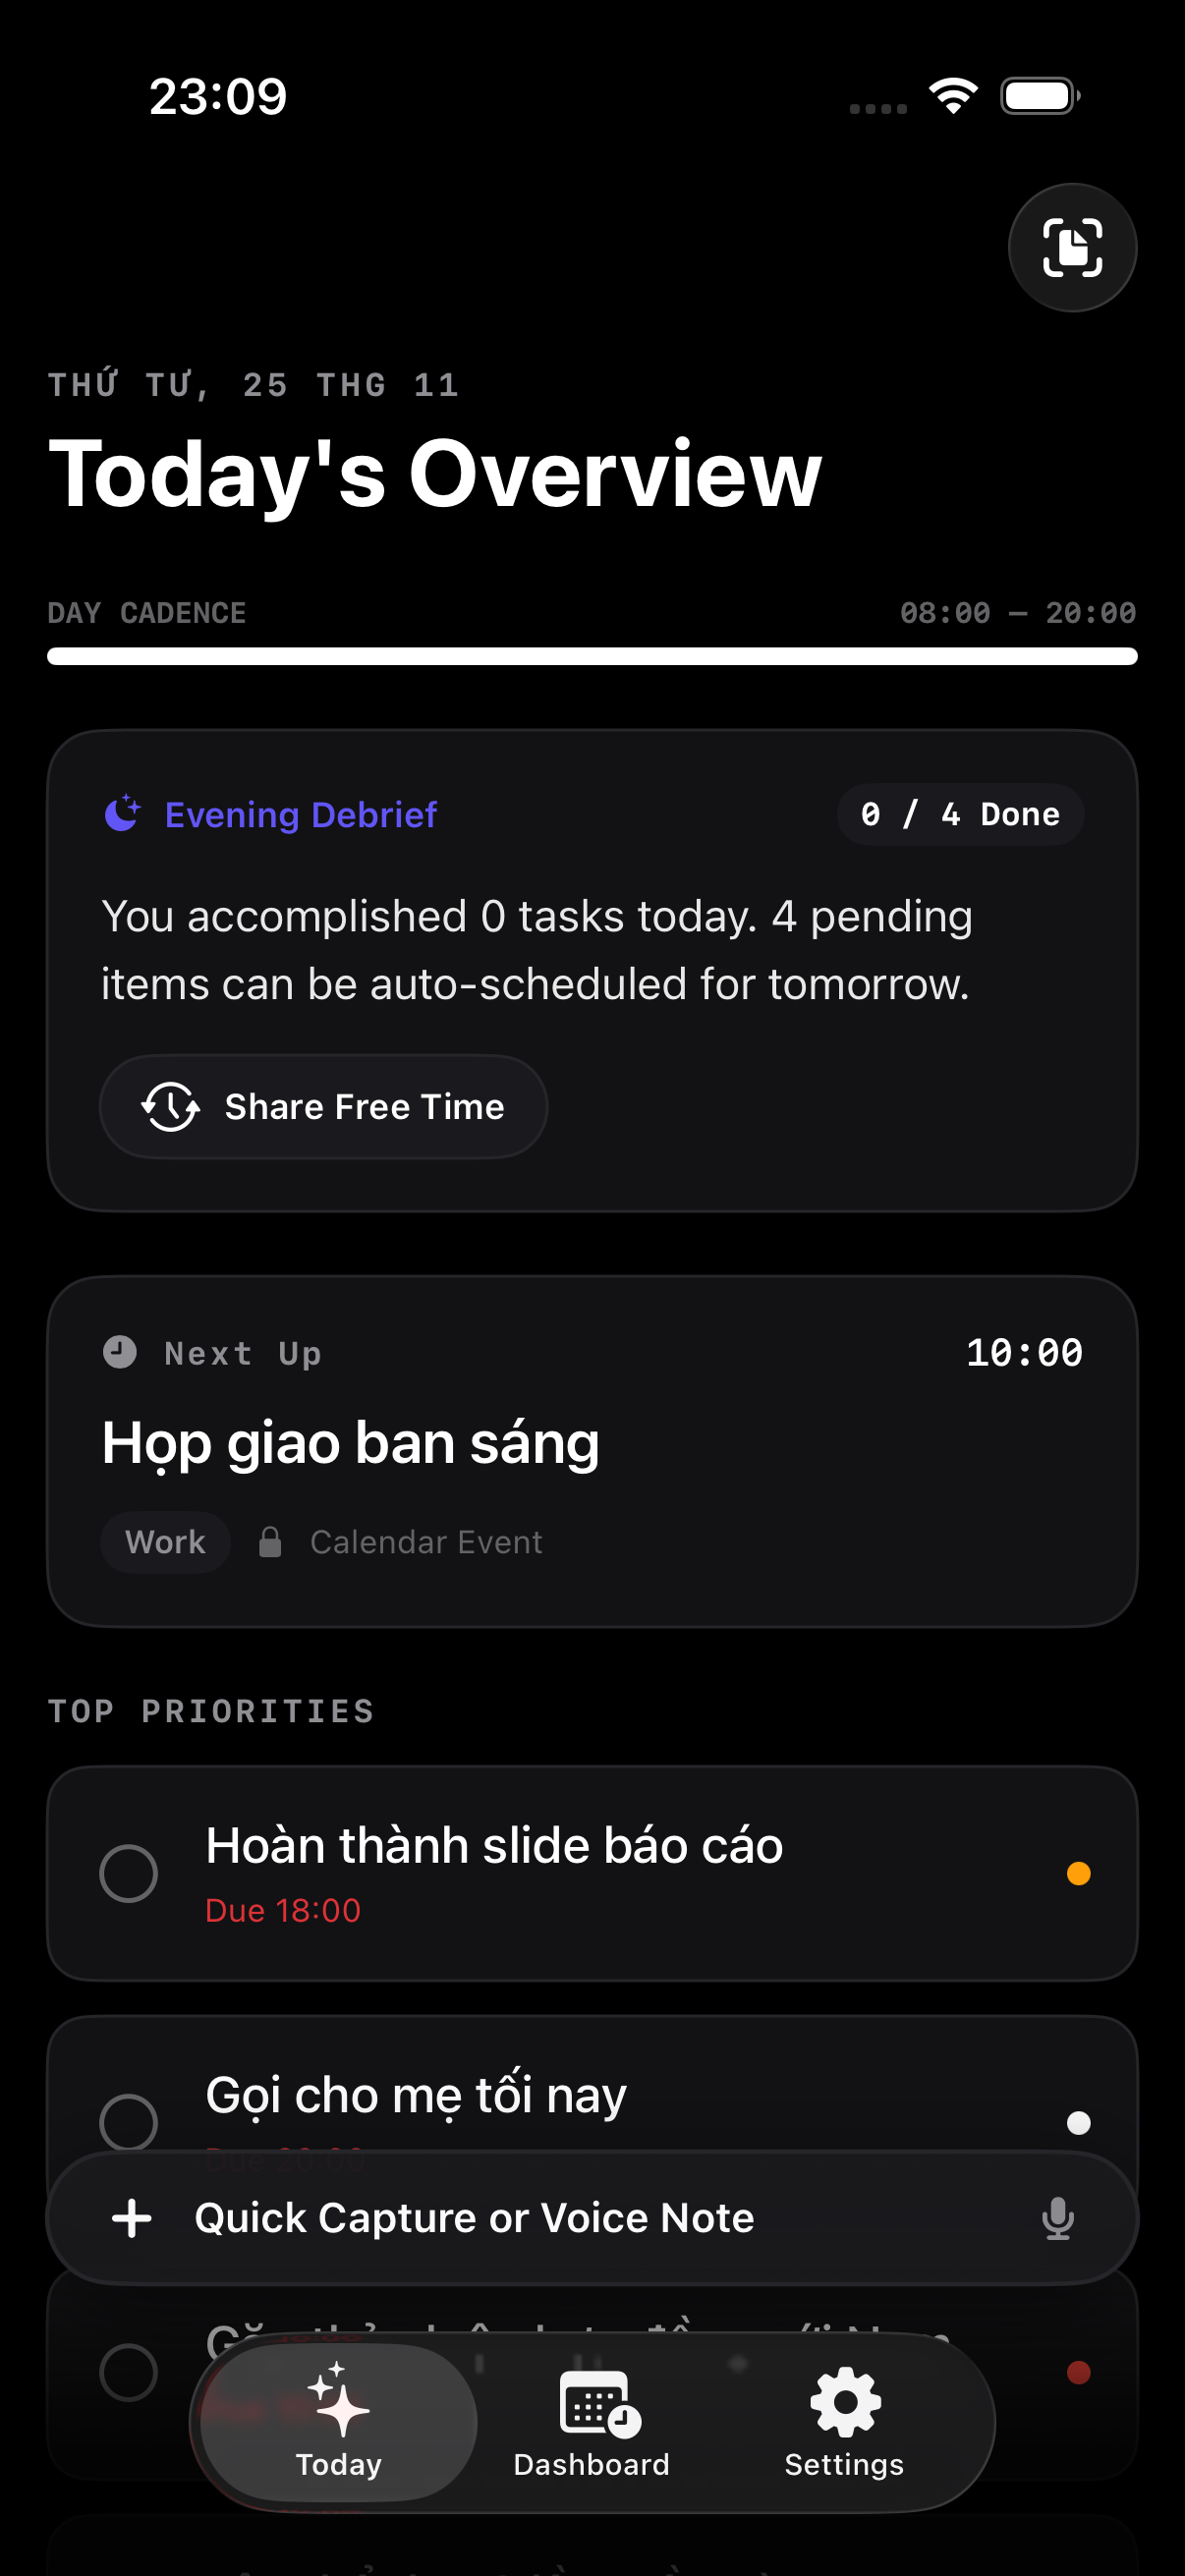 23:09
THỨ TƯ, 25 THG 11
Today's Overview
DAY CADENCE
08:00 – 20:00
Evening Debrief
0 / 4 Done
You accomplished 0 tasks today. 4 pending
items can be auto-scheduled for tomorrow.
Share Free Time
Next Up
10:00
Họp giao ban sáng
Work
Calendar Event
TOP PRIORITIES
Hoàn thành slide báo cáo
Due 18:00
Gọi cho mẹ tối nay
Due 20:00
Quick Capture or Voice Note
Today
Dashboard
Settings